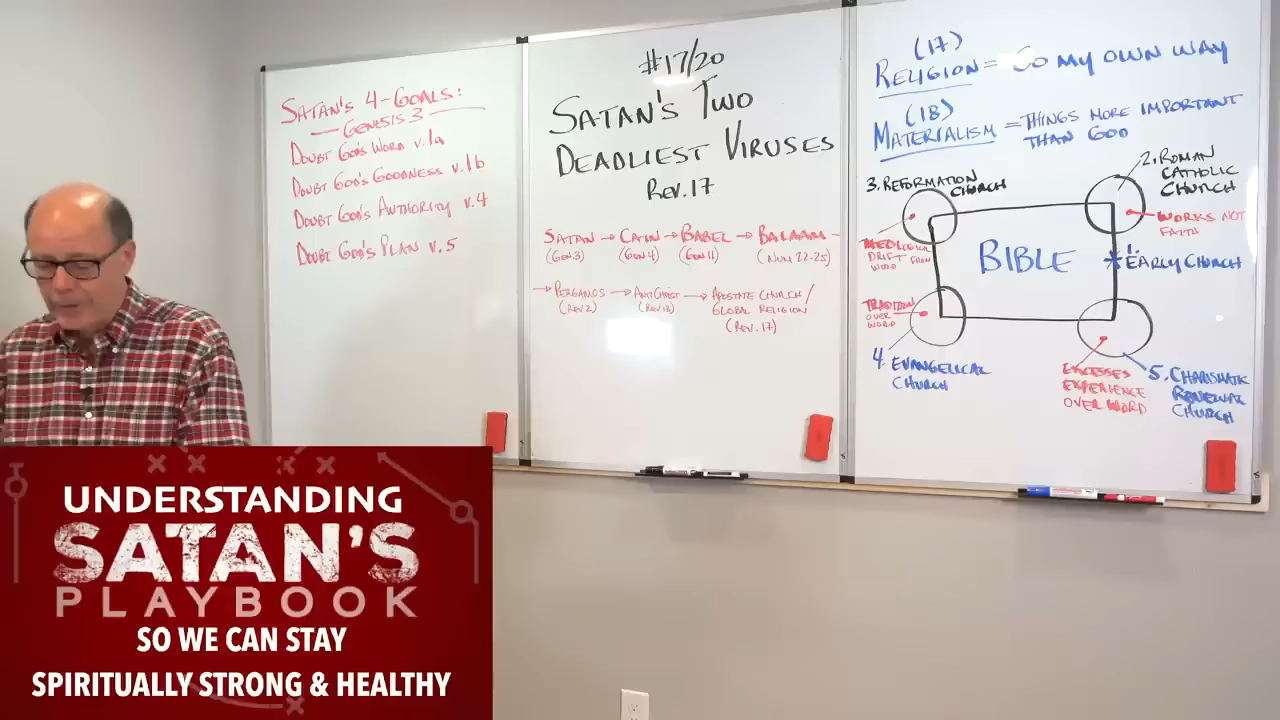 SATAN'S 4-GOALS:
GENESIS 3
DOUBT GOD'S WORD v.1a
DOUBT GOD'S GOODNESS v.1b
DOUBT GOD'S AUTHORITY v.4
DOUBT GOD'S PLAN v.5
#17/20
SATAN'S TWO
DEADLIEST VIRUSES
REV. 17
SATAN → CAIN → BABEL → BALAAM
(GEN 3) (GEN 4) (GEN 11) (NUM 22-25)
→ PERGAMOS → ANTICHRIST → APOSTATE CHURCH/
GLOBAL RELIGION
(REV 2) (REV 13) (REV. 17)
(17)
RELIGION = GO MY OWN WAY
(18)
MATERIALISM = THINGS MORE IMPORTANT
THAN GOD
3. REFORMATION
CHURCH
2. ROMAN
CATHOLIC
CHURCH
WORKS NOT
FAITH
DRIFT FROM
WORD
BIBLE
1.
EARLY CHURCH
TRADITION
OVER
WORD
4. EVANGELICAL
CHURCH
EXCESSES
EXPERIENCE
OVER WORD
5. CHARISMATIC
RENEWAL
CHURCH
UNDERSTANDING
SATAN'S
PLAYBOOK
SO WE CAN STAY
SPIRITUALLY STRONG & HEALTHY